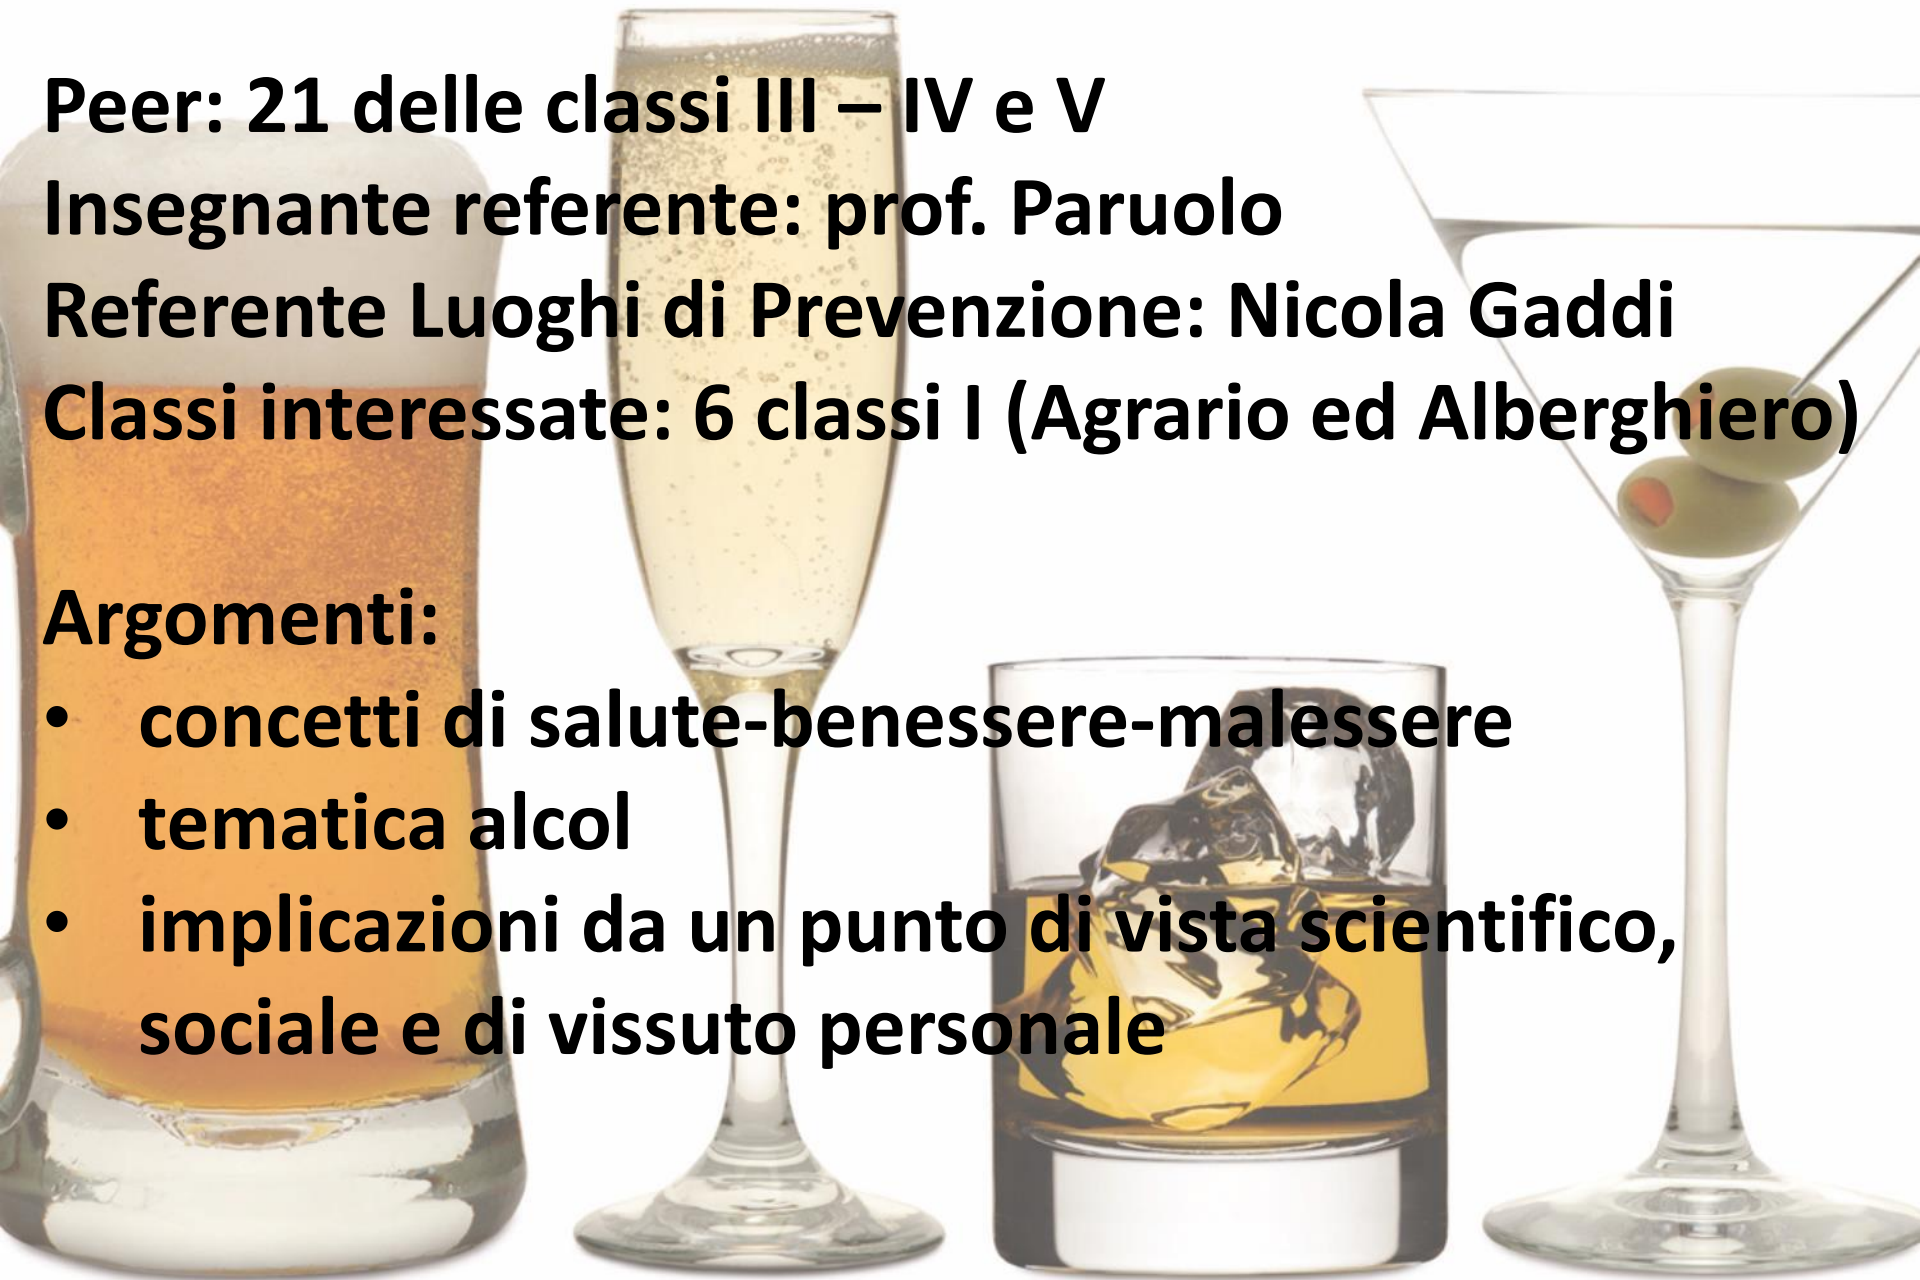 Peer: 21 delle classi III – IV e V
Insegnante referente: prof. Paruolo
Referente Luoghi di Prevenzione: Nicola Gaddi
Classi interessate: 6 classi I (Agrario ed Alberghiero)
Argomenti:
• concetti di salute-benessere-malessere
• tematica alcol
• implicazioni da un punto di vista scientifico,
sociale e di vissuto personale